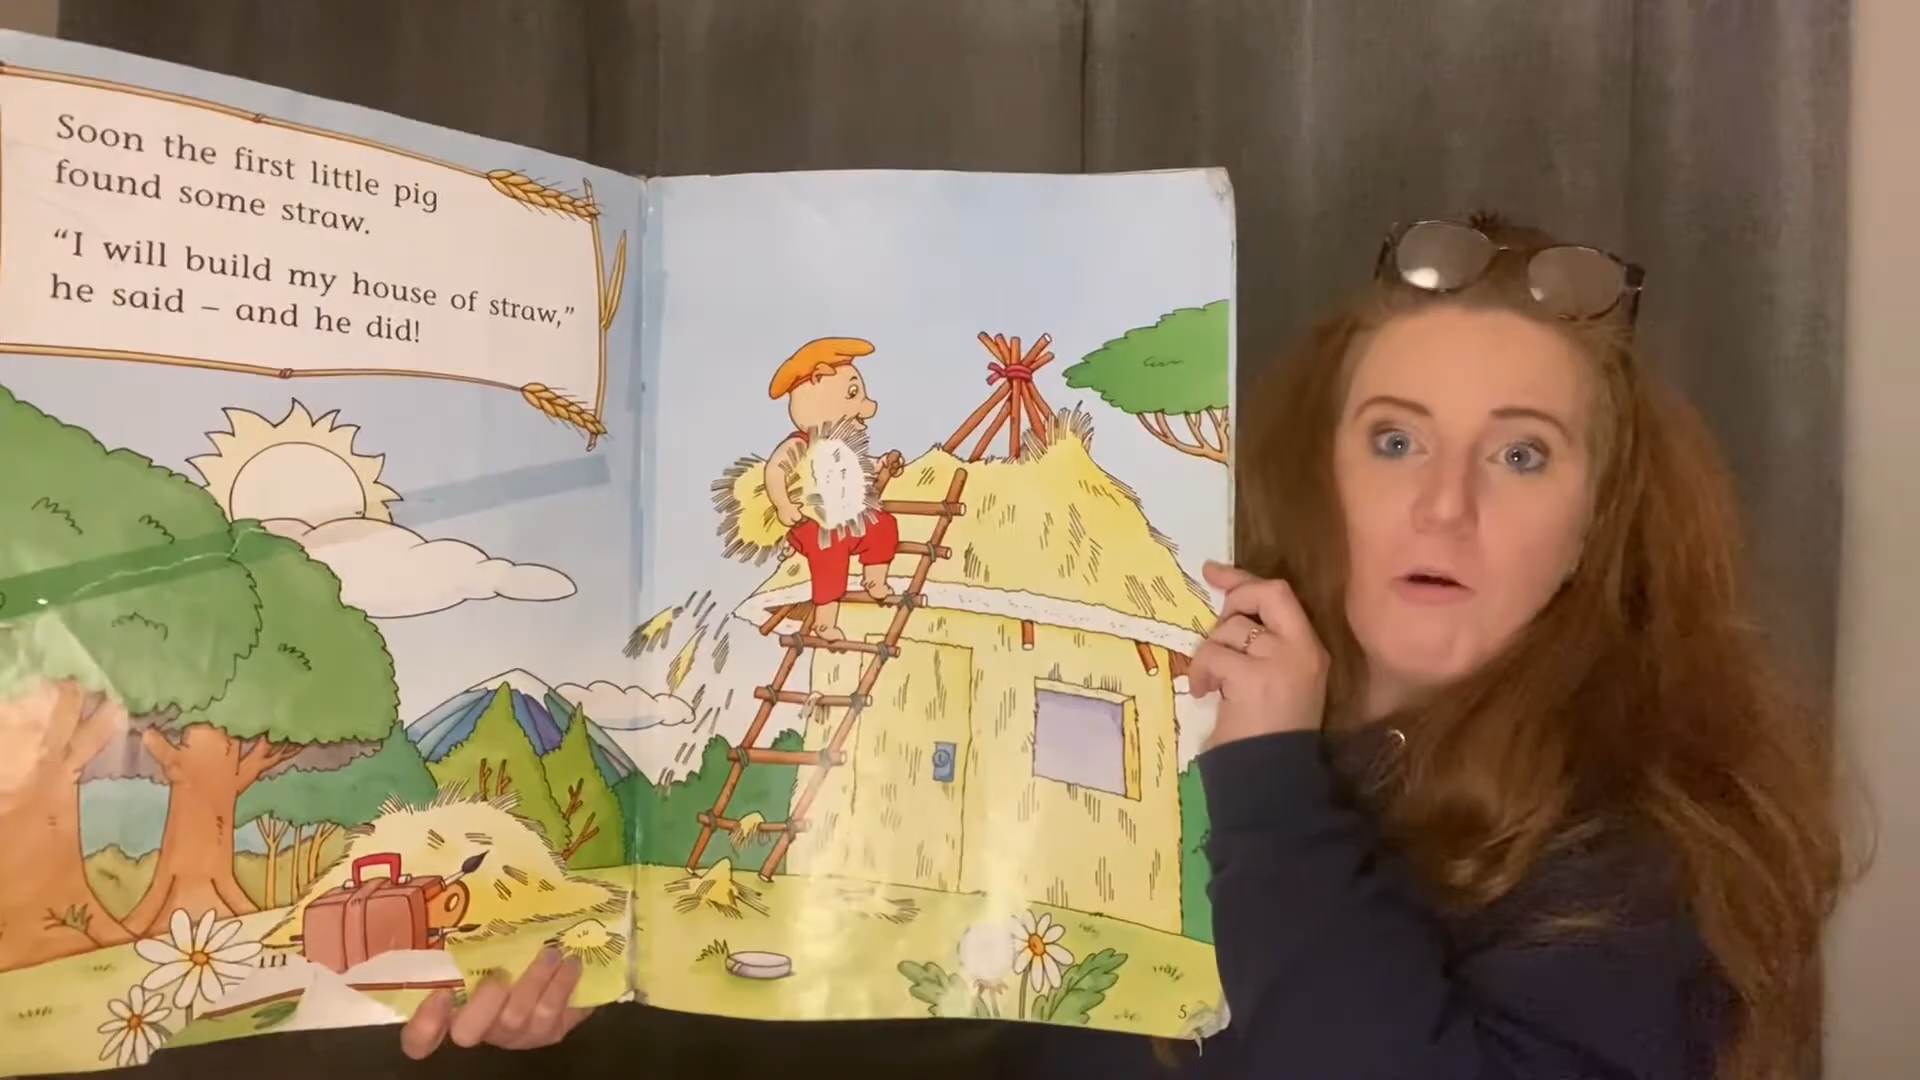 Soon the first little pig
found some straw.
“I will build my house of straw,”
he said – and he did!
5